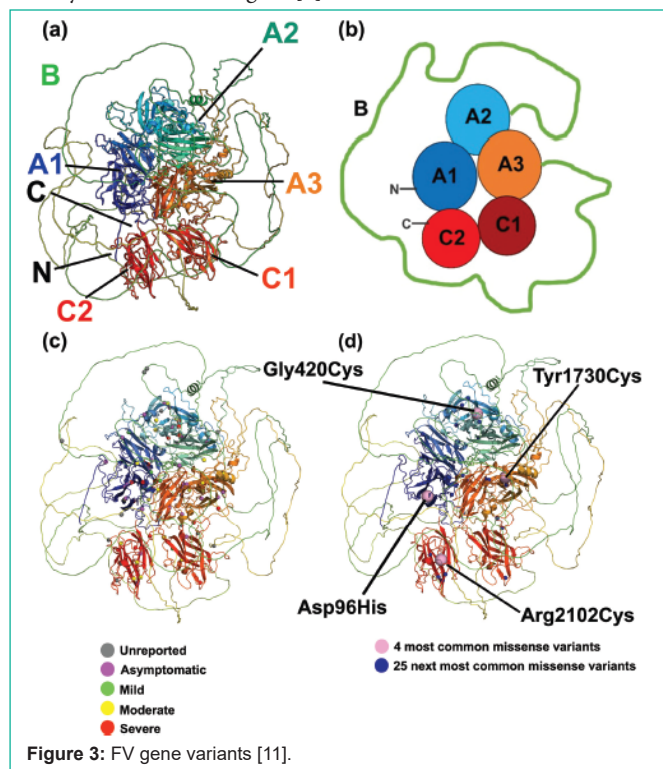 (a)
A2
B
A1
C
A3
N
C2
C1
(b)
B
A2
A1
A3
N
C
C2
C1
(c)
(d)
Gly420Cys
Tyr1730Cys
Asp96His
Arg2102Cys
Unreported
Asymptomatic
Mild
Moderate
Severe
4 most common missense variants
25 next most common missense variants
Figure 3: FV gene variants [11].